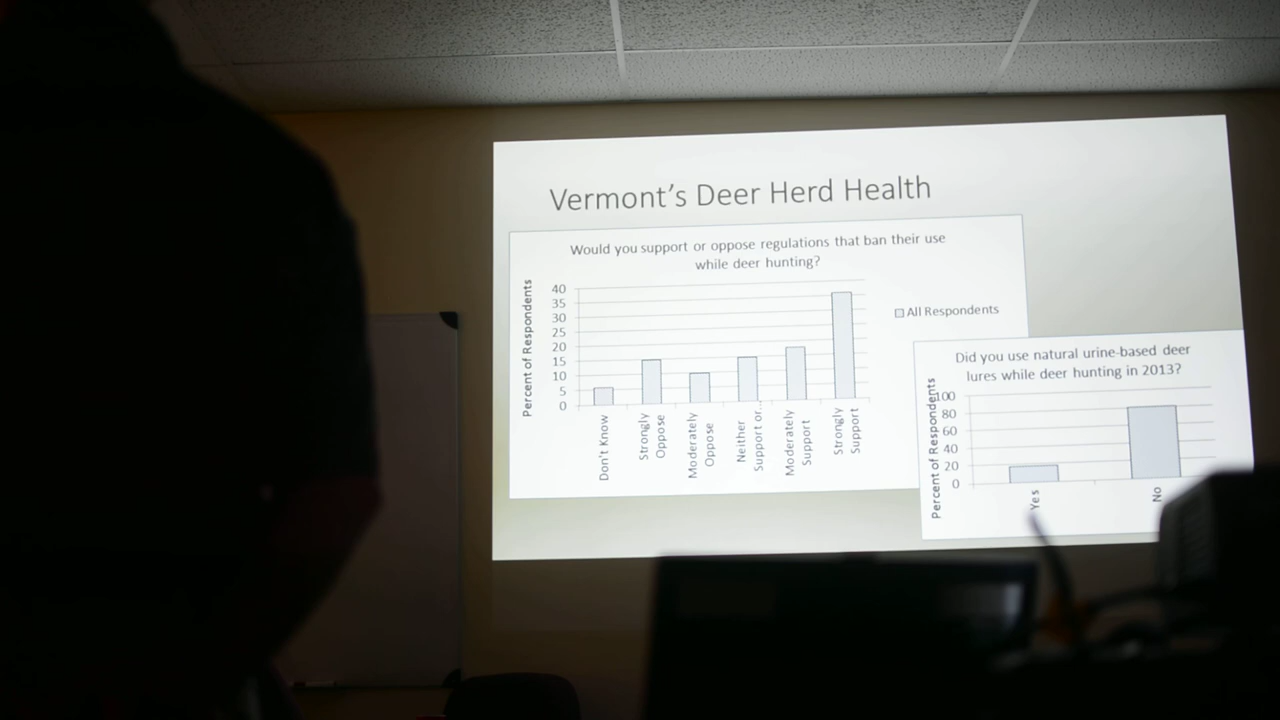 Vermont's Deer Herd Health
Would you support or oppose regulations that ban their use
while deer hunting?
Percent of Respondents
40
35
30
25
20
15
10
5
0
Don't Know
Strongly
Oppose
Moderately
Oppose
Neither
Support or...
Moderately
Support
Strongly
Support
All Respondents
Did you use natural urine-based deer
lures while deer hunting in 2013?
Percent of Respondents
100
80
60
40
20
0
Yes
No